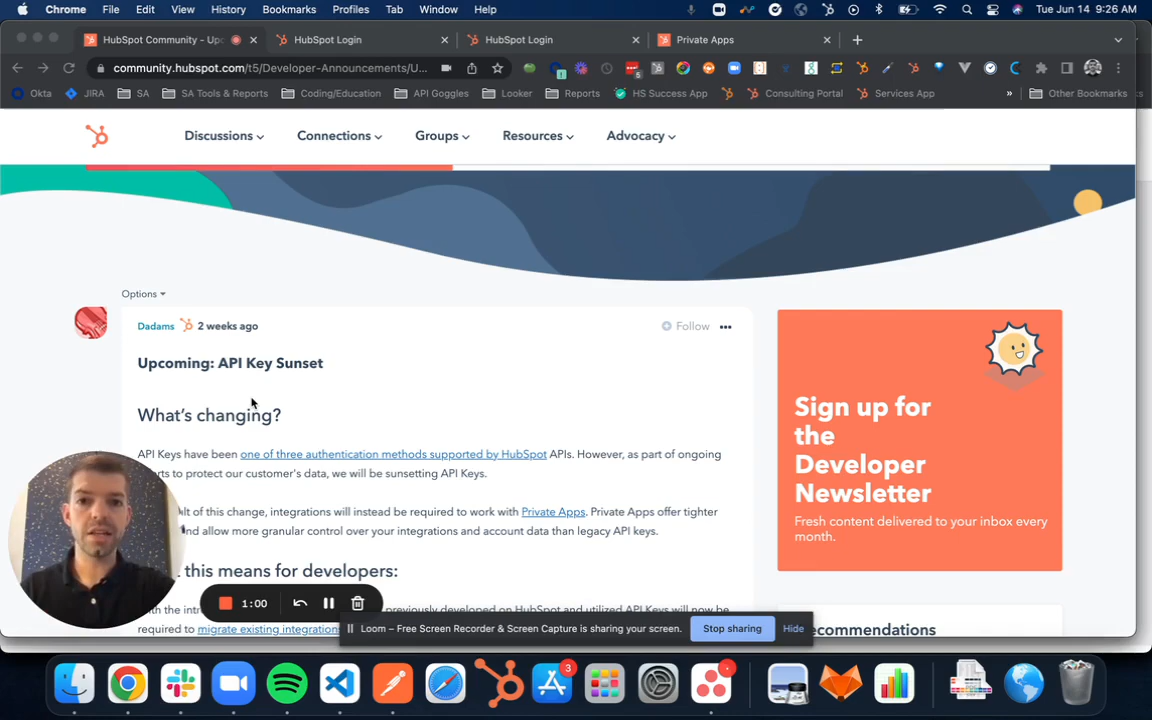 Chrome File Edit View History Bookmarks Profiles Tab Window Help Tue Jun 14 9:26 AM
HubSpot Community - Up HubSpot Login HubSpot Login Private Apps
community.hubspot.com/t5/Developer-Announcements/U...
Okta JIRA SA SA Tools & Reports Coding/Education API Goggles Looker Reports HS Success App Consulting Portal Services App » Other Bookmarks
Discussions Connections Groups Resources Advocacy
Options
Dadams 2 weeks ago Follow
Upcoming: API Key Sunset
What's changing?
API Keys have been one of three authentication methods supported by HubSpot APIs. However, as part of ongoing
rts to protect our customer's data, we will be sunsetting API Keys.
lt of this change, integrations will instead be required to work with Private Apps. Private Apps offer tighter
nd allow more granular control over your integrations and account data than legacy API keys.
this means for developers:
ith the intr previously developed on HubSpot and utilized API Keys will now be
required to migrate existing integration
Sign up for
the
Developer
Newsletter
Fresh content delivered to your inbox every
month.
commendations
1:00
Loom – Free Screen Recorder & Screen Capture is sharing your screen. Stop sharing Hide
3